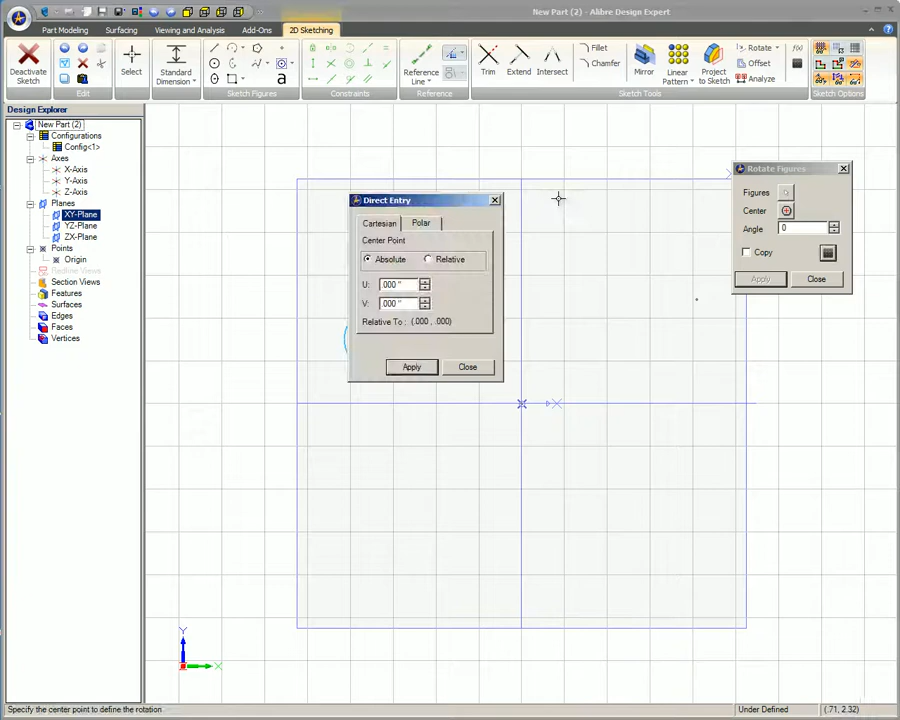 New Part (2) - Alibre Design Expert
Part Modeling
Surfacing
Viewing and Analysis
Add-Ons
2D Sketching
Deactivate
Sketch
Select
Standard
Dimension
Reference
Line
Trim
Extend
Intersect
Fillet
Chamfer
Mirror
Linear
Pattern
Project
to Sketch
Rotate
Offset
Analyze
f(x)
Edit
Sketch Figures
Constraints
Reference
Sketch Tools
Sketch Options
Design Explorer
New Part (2)
Configurations
Config<1>
Axes
X-Axis
Y-Axis
Z-Axis
Planes
XY-Plane
YZ-Plane
ZX-Plane
Points
Origin
Redline Views
Section Views
Features
Surfaces
Edges
Faces
Vertices
Direct Entry
Cartesian
Polar
Center Point
Absolute
Relative
U: .000 "
V: .000 "
Relative To : (.000 , .000)
Apply
Close
Rotate Figures
Figures
Center
Angle 0
Copy
Apply
Close
Y
X
Specify the center point to define the rotation
Under Defined
(.71, 2.32)